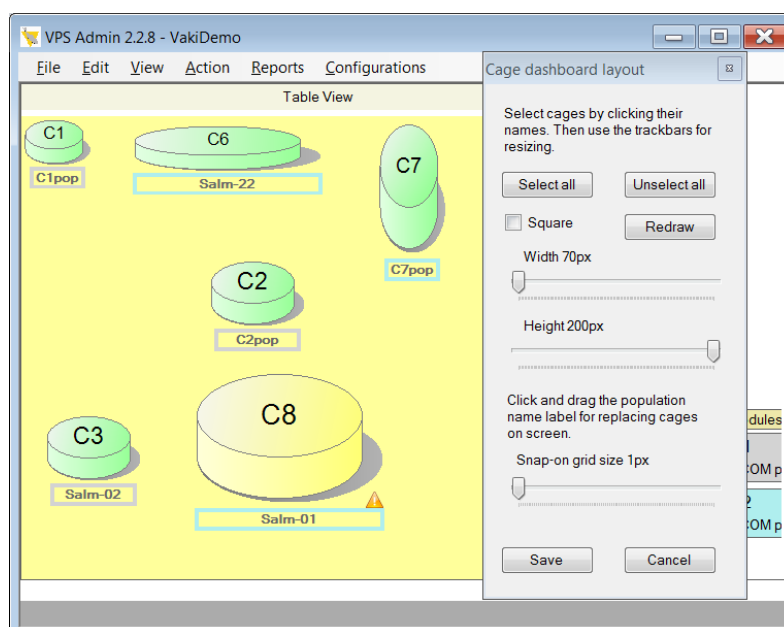 VPS Admin 2.2.8 - VakiDemo
File Edit View Action Reports Configurations
Table View
C1
C1pop
C6
Salm-22
C7
C7pop
C2
C2pop
C3
Salm-02
C8
Salm-01
Cage dashboard layout
Select cages by clicking their
names. Then use the trackbars for
resizing.
Select all Unselect all
Square Redraw
Width 70px
Height 200px
Click and drag the population
name label for replacing cages
on screen.
Snap-on grid size 1px
Save Cancel
dules
COM p
2
COM p